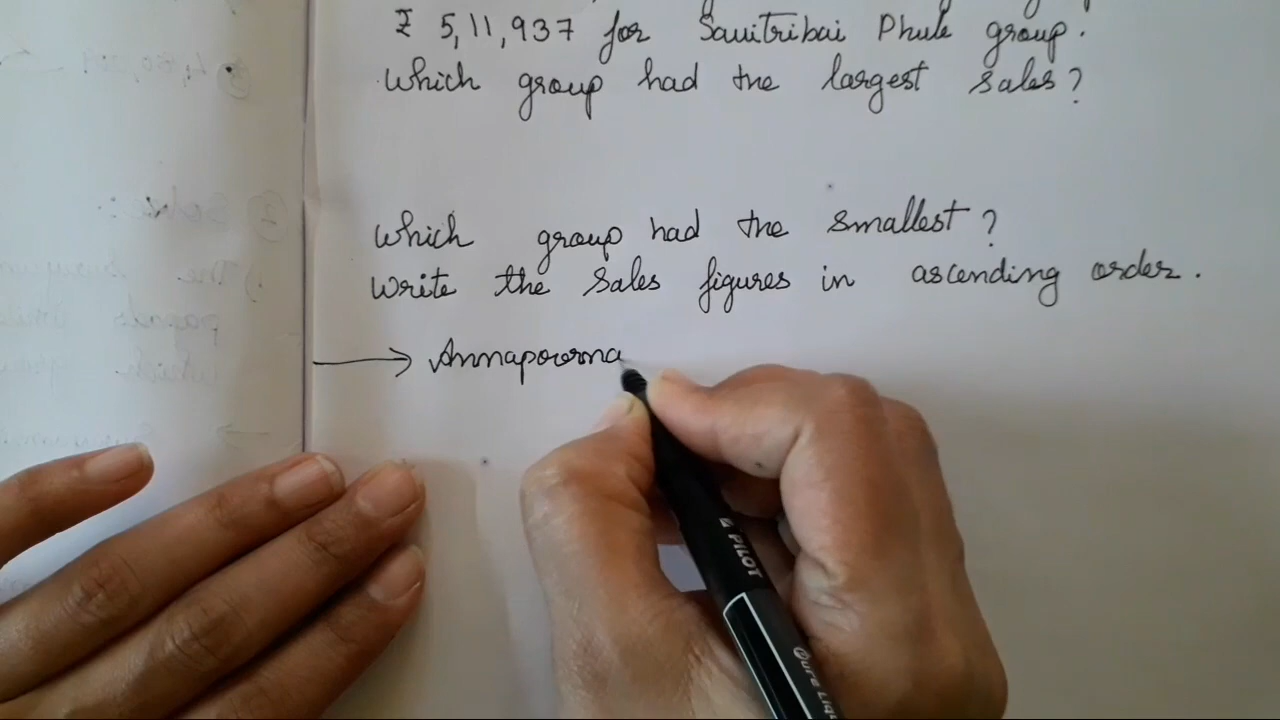 ₹ 5,11,937 for Savitribai Phule group.
Which group had the largest sales?
Which group had the smallest?
Write the Sales figures in ascending order.
→ Annapoorna
PILOT